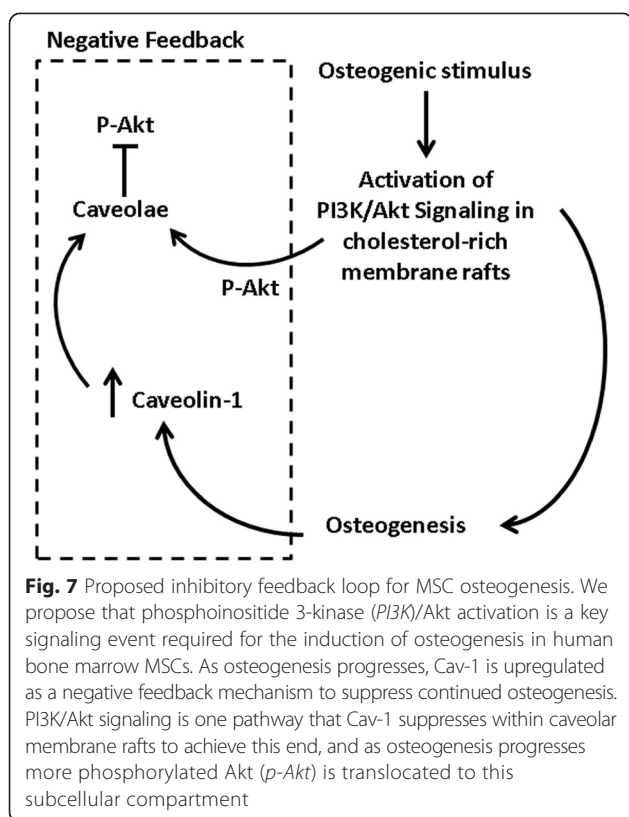 Negative Feedback
Osteogenic stimulus
P-Akt
Activation of
PI3K/Akt Signaling in
cholesterol-rich
membrane rafts
Caveolae
P-Akt
Caveolin-1
Osteogenesis
Fig. 7 Proposed inhibitory feedback loop for MSC osteogenesis. We
propose that phosphoinositide 3-kinase (PI3K)/Akt activation is a key
signaling event required for the induction of osteogenesis in human
bone marrow MSCs. As osteogenesis progresses, Cav-1 is upregulated
as a negative feedback mechanism to suppress continued osteogenesis.
PI3K/Akt signaling is one pathway that Cav-1 suppresses within caveolar
membrane rafts to achieve this end, and as osteogenesis progresses
more phosphorylated Akt (p-Akt) is translocated to this
subcellular compartment